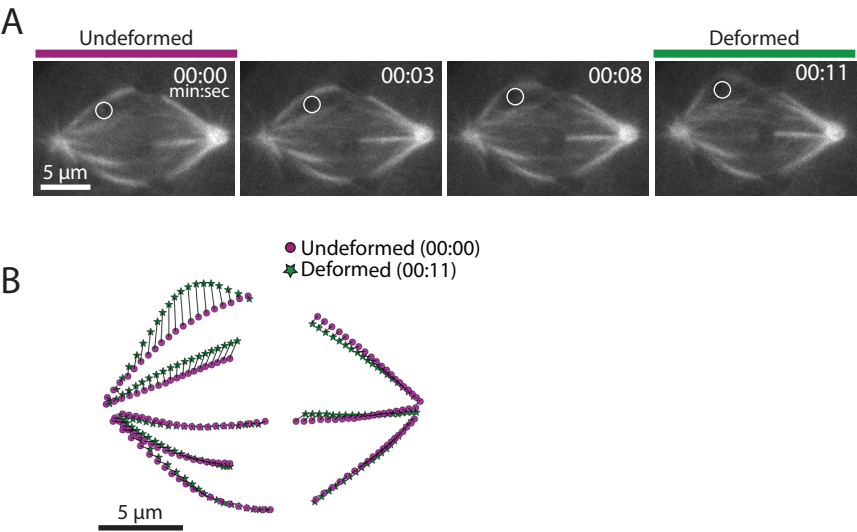 A
Undeformed
Deformed
00:00
min:sec
00:03
00:08
00:11
5 µm
B
Undeformed (00:00)
Deformed (00:11)
5 µm